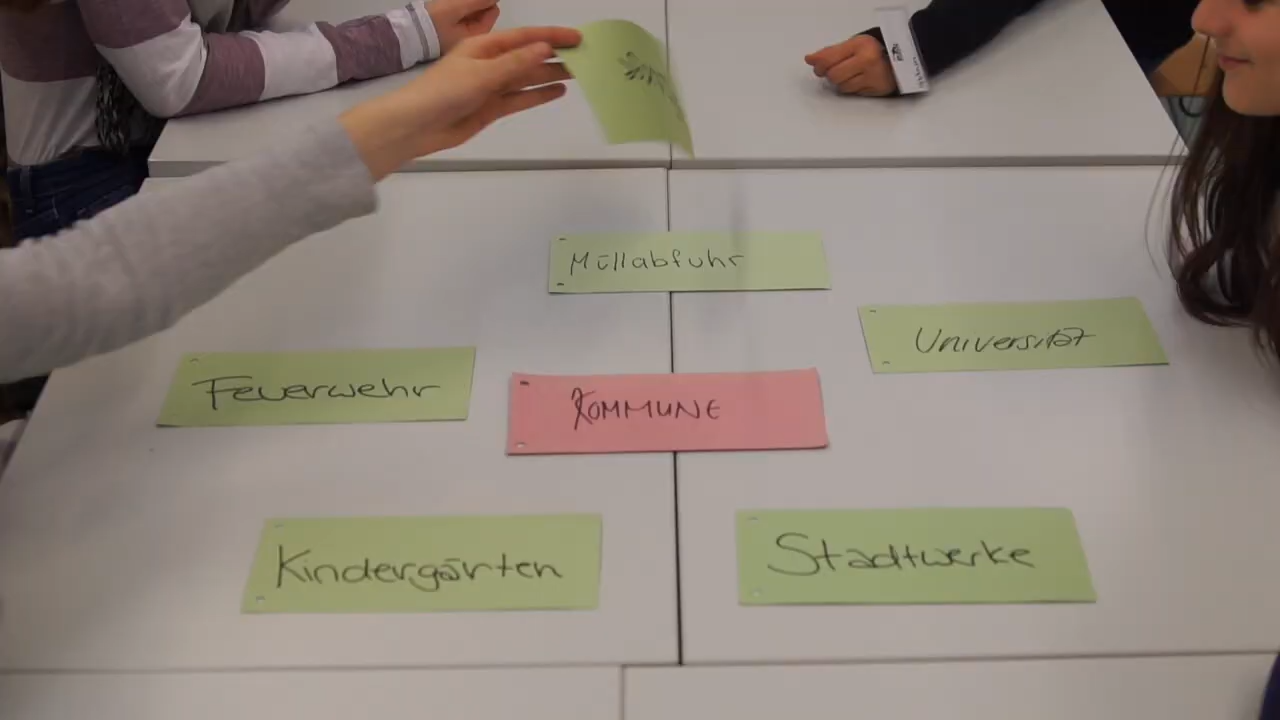 Müllabfuhr
Universität
Feuerwehr
KOMMUNE
Kindergärten
Stadtwerke